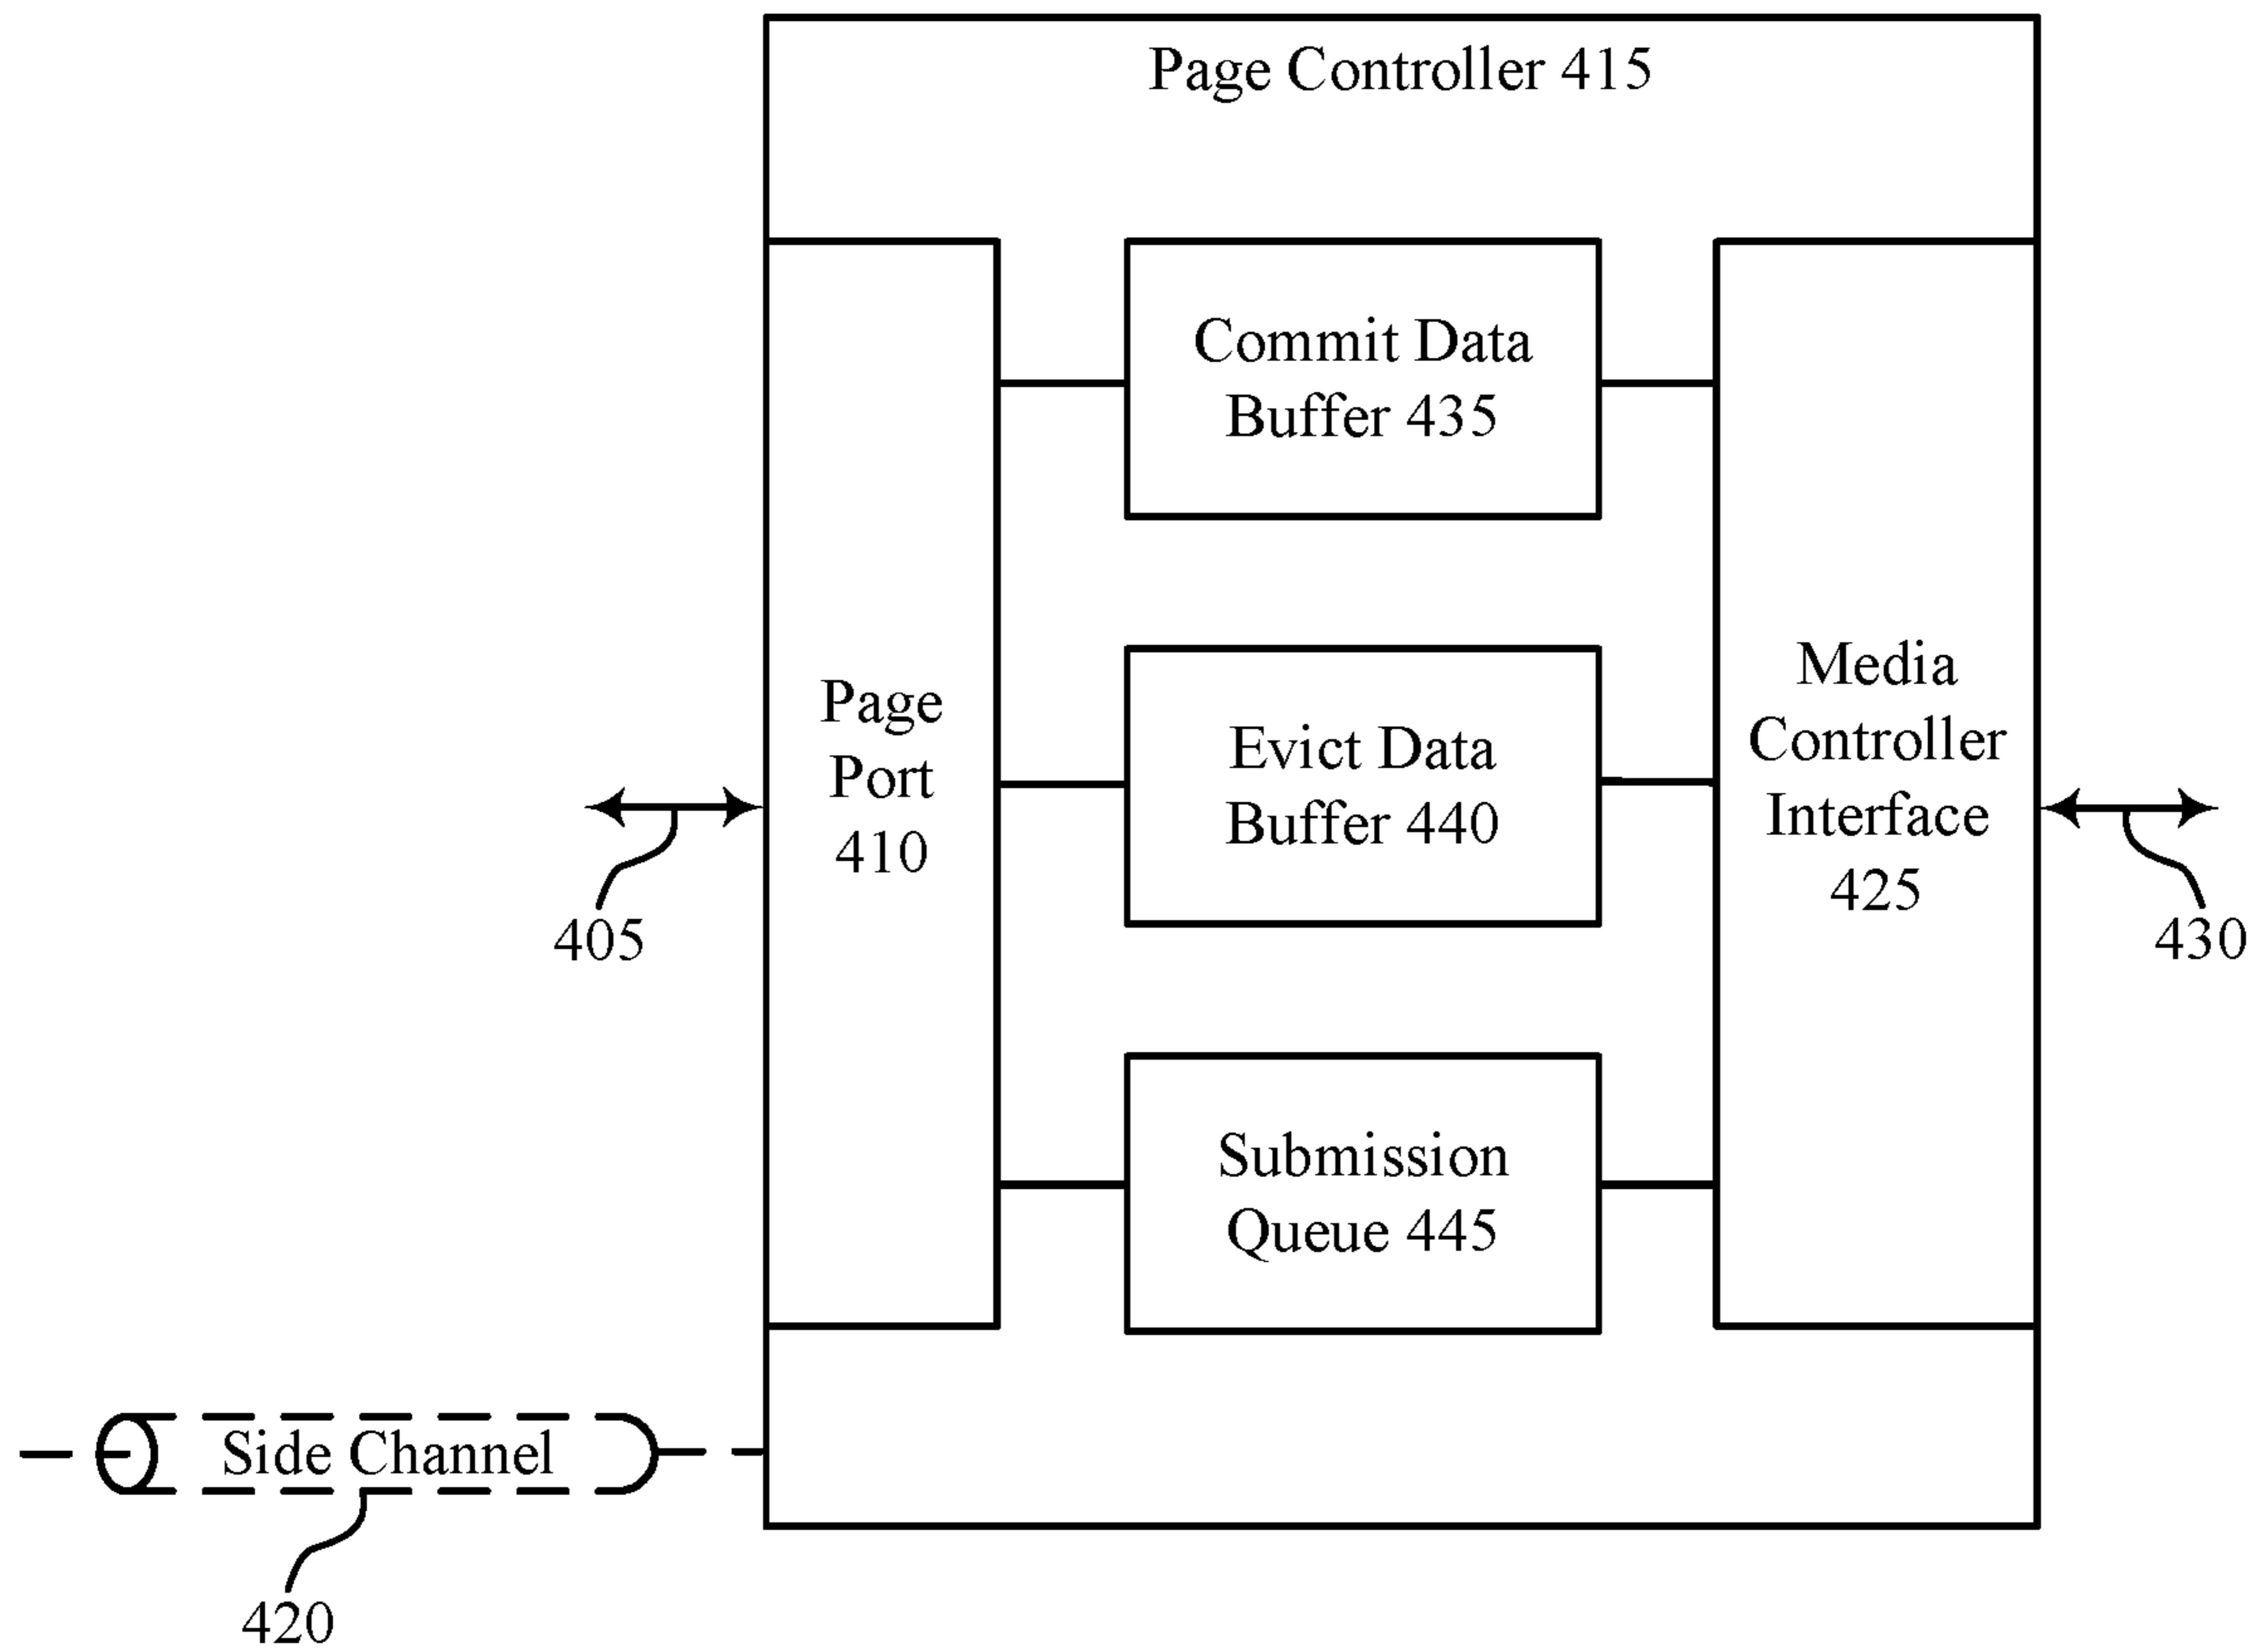 Page Controller 415
Commit Data
Buffer 435
Page
Port
410
Evict Data
Buffer 440
Media
Controller
Interface
425
405
430
Submission
Queue 445
Side Channel
420